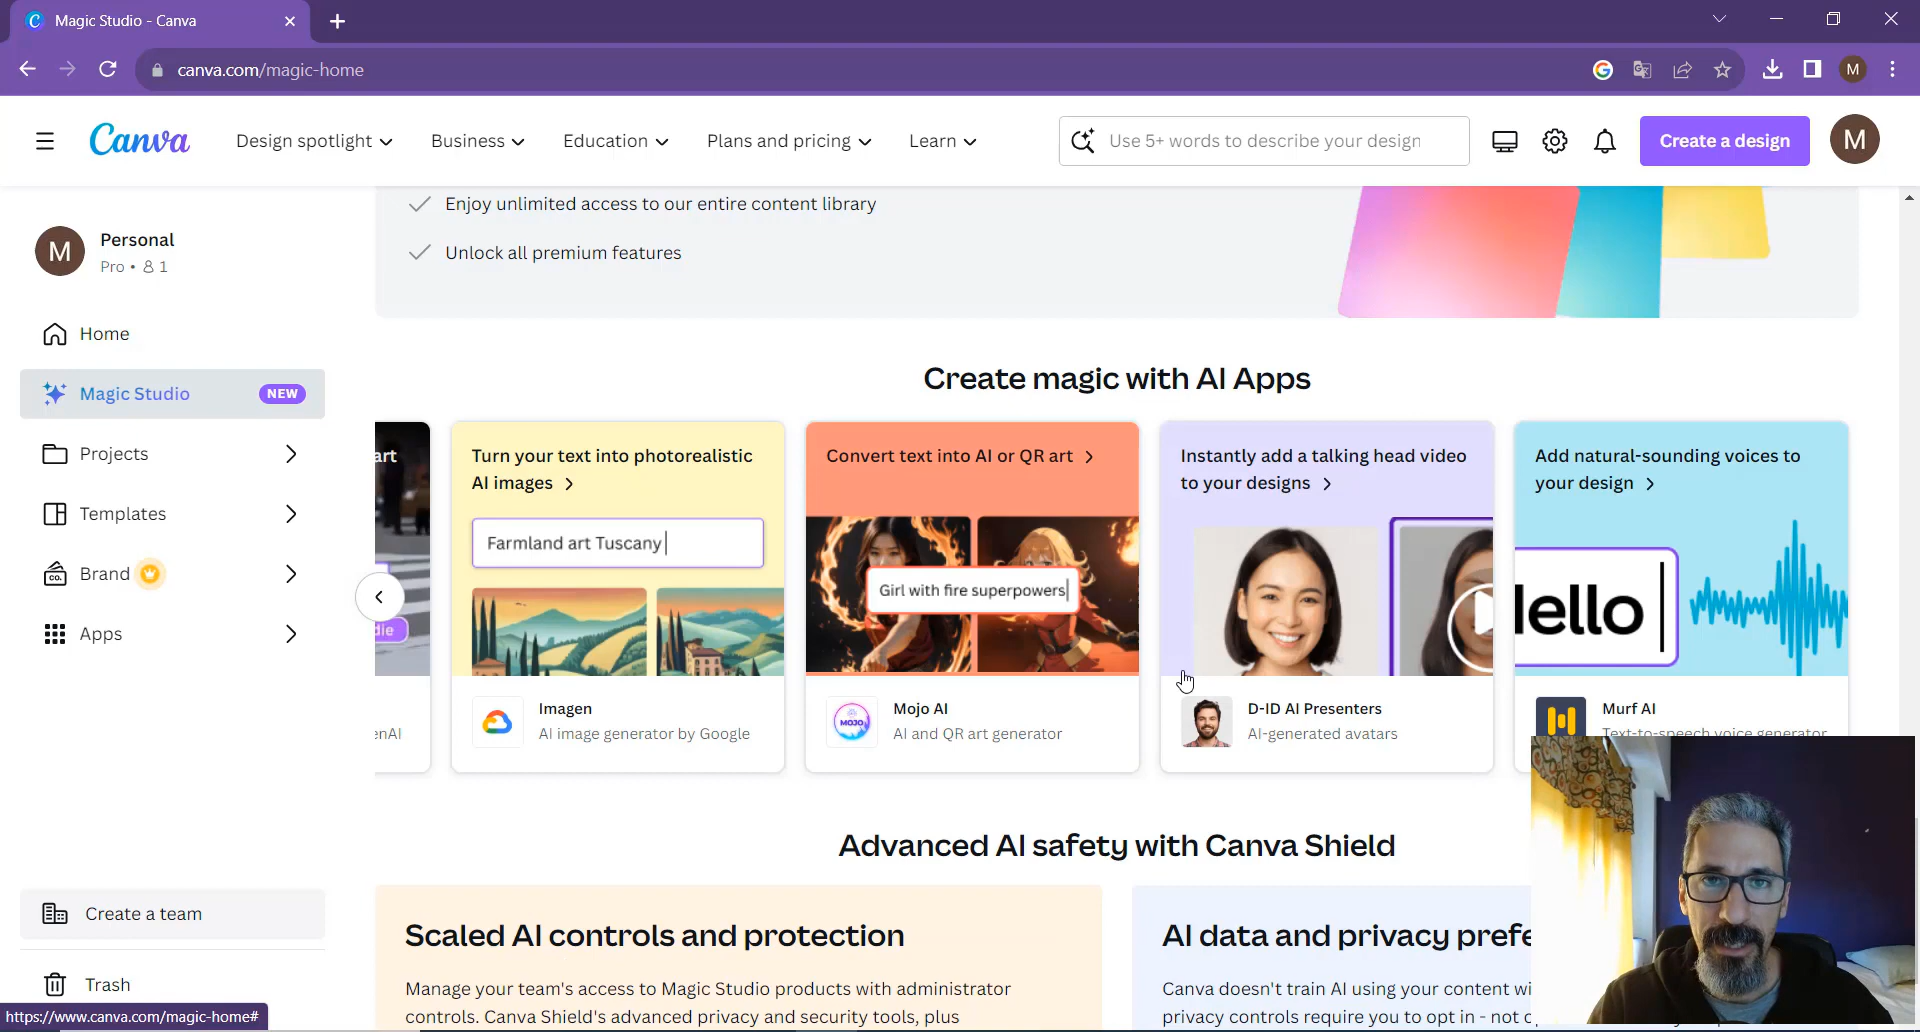 Magic Studio - Canva
canva.com/magic-home
M
Canva
Design spotlight
Business
Education
Plans and pricing
Learn
Use 5+ words to describe your design
Create a design
M
M
Personal
Pro • 1
Home
Magic Studio
NEW
Projects
Templates
Brand
CO.
Apps
Create a team
Trash
https://www.canva.com/magic-home#
Enjoy unlimited access to our entire content library
Unlock all premium features
Create magic with AI Apps
art
die
enAI
Turn your text into photorealistic
AI images
Farmland art Tuscany
Imagen
AI image generator by Google
Convert text into AI or QR art
Girl with fire superpowers
MOJO
Mojo AI
AI and QR art generator
Instantly add a talking head video
to your designs
D-ID AI Presenters
AI-generated avatars
Add natural-sounding voices to
your design
Hello
Murf AI
Text-to-speech voice generator
Advanced AI safety with Canva Shield
Scaled AI controls and protection
Manage your team's access to Magic Studio products with administrator
controls. Canva Shield's advanced privacy and security tools, plus
AI data and privacy prefe
Canva doesn't train AI using your content wi
privacy controls require you to opt in - not o